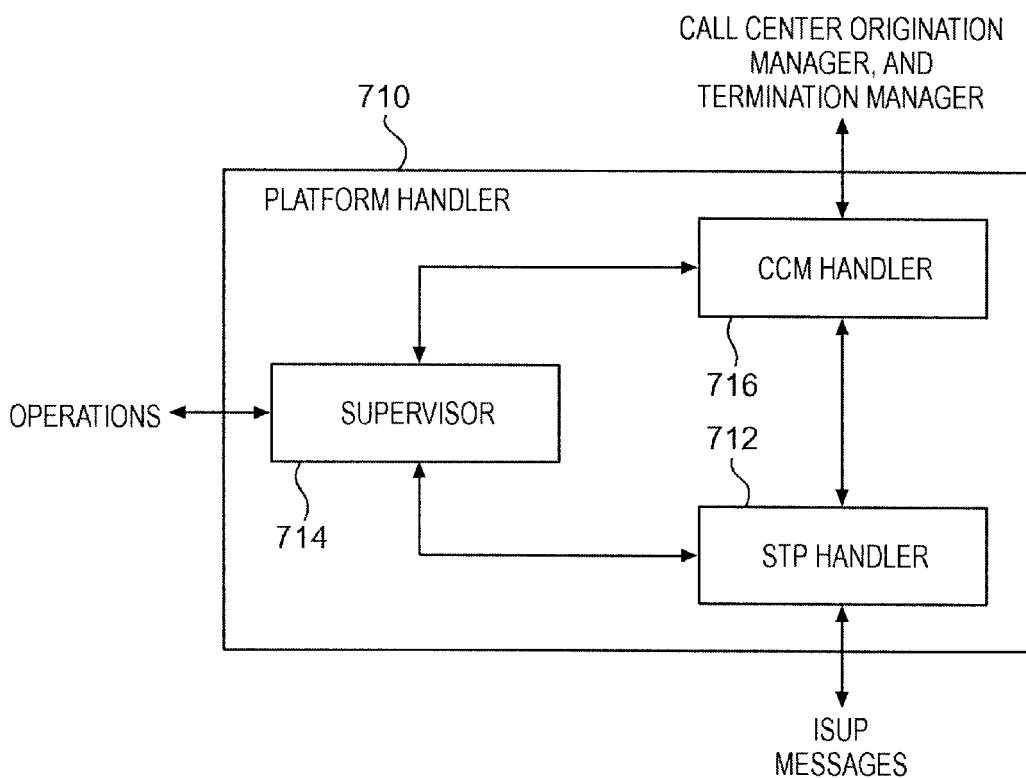 CALL CENTER ORIGINATION
MANAGER, AND
TERMINATION MANAGER
710
PLATFORM HANDLER
CCM HANDLER
716
OPERATIONS
SUPERVISOR
712
714
STP HANDLER
ISUP
MESSAGES